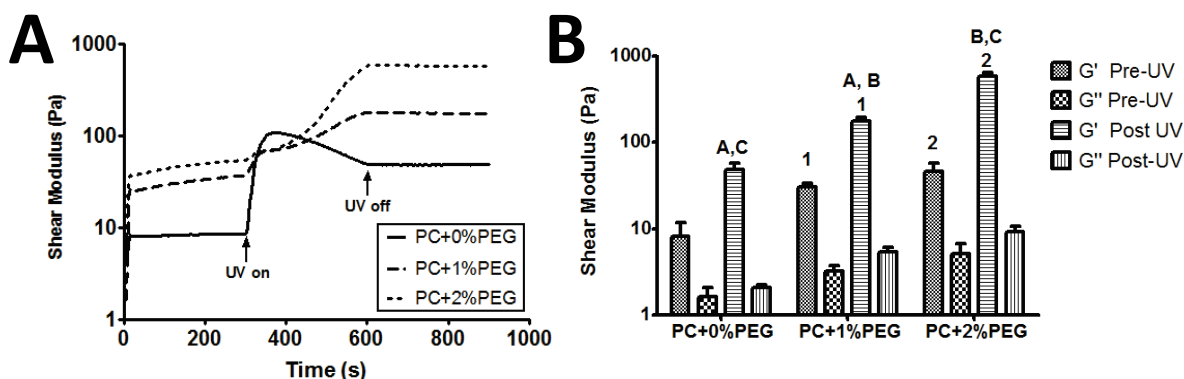 A
Shear Modulus (Pa)
1000
100
10
1
0
200
400
600
800
1000
Time (s)
UV on
UV off
PC+0%PEG
PC+1%PEG
PC+2%PEG
B
Shear Modulus (Pa)
1000
100
10
1
A,C
1
A, B
1
2
B,C
2
PC+0%PEG
PC+1%PEG
PC+2%PEG
G' Pre-UV
G'' Pre-UV
G' Post UV
G'' Post-UV